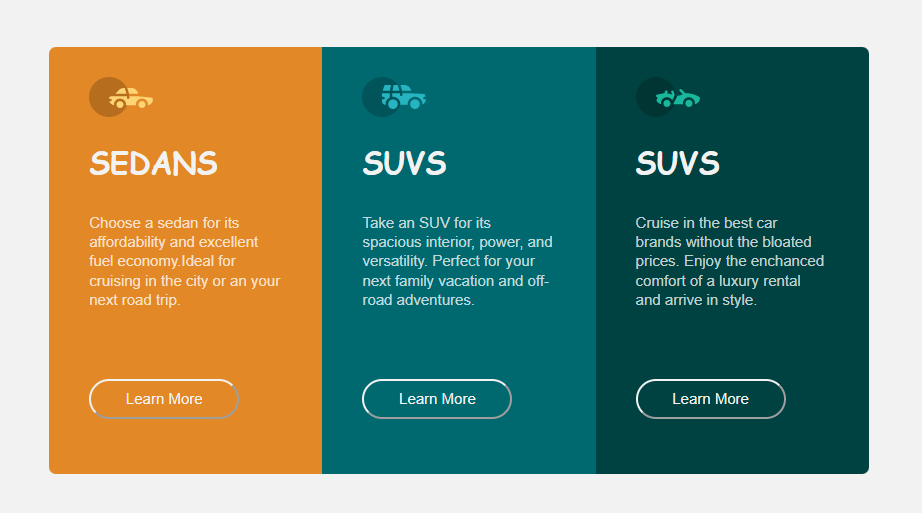 SEDANS
Choose a sedan for its
affordability and excellent
fuel economy.Ideal for
cruising in the city or an your
next road trip.
Learn More
SUVS
Take an SUV for its
spacious interior, power, and
versatility. Perfect for your
next family vacation and off-
road adventures.
Learn More
SUVS
Cruise in the best car
brands without the bloated
prices. Enjoy the enchanced
comfort of a luxury rental
and arrive in style.
Learn More